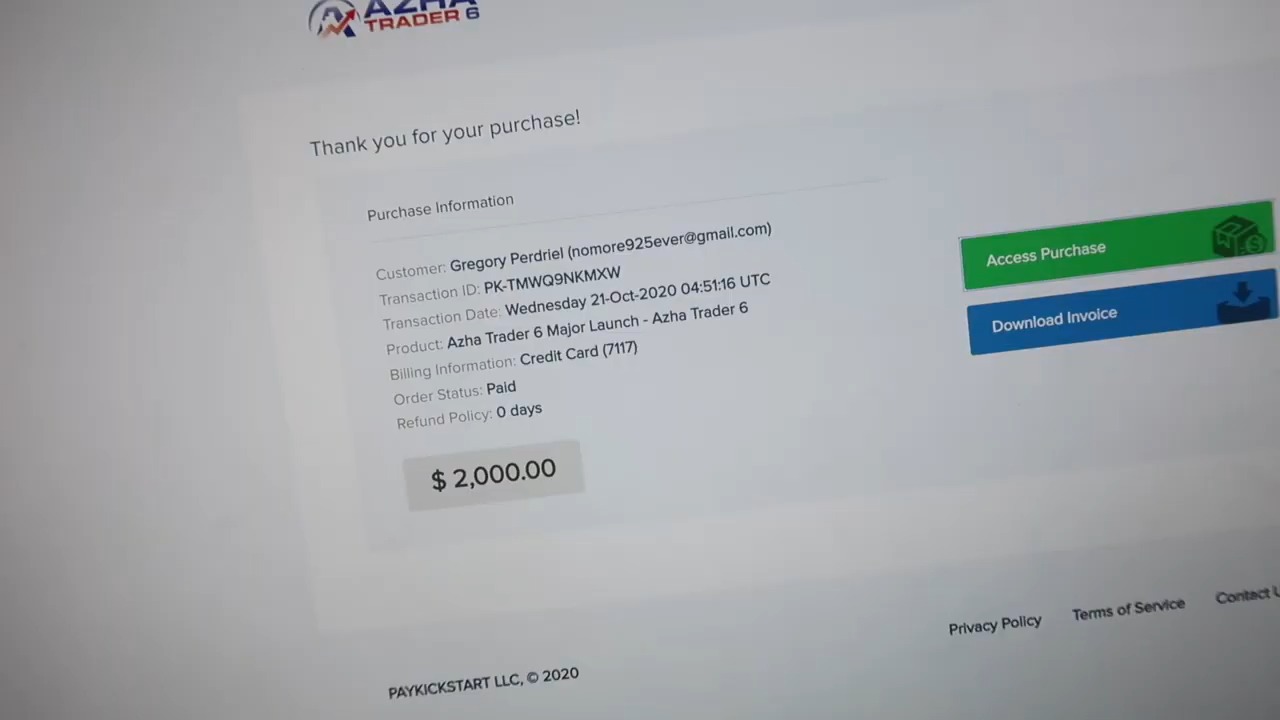 AZHA
TRADER 6
Thank you for your purchase!
Purchase Information
Customer: Gregory Perdriel (nomore925ever@gmail.com)
Transaction ID: PK-TMWQ9NKMXW
Transaction Date: Wednesday 21-Oct-2020 04:51:16 UTC
Product: Azha Trader 6 Major Launch - Azha Trader 6
Billing Information: Credit Card (7117)
Order Status: Paid
Refund Policy: 0 days
$ 2,000.00
Access Purchase
Download Invoice
Privacy Policy
Terms of Service
Contact
PAYKICKSTART LLC, © 2020